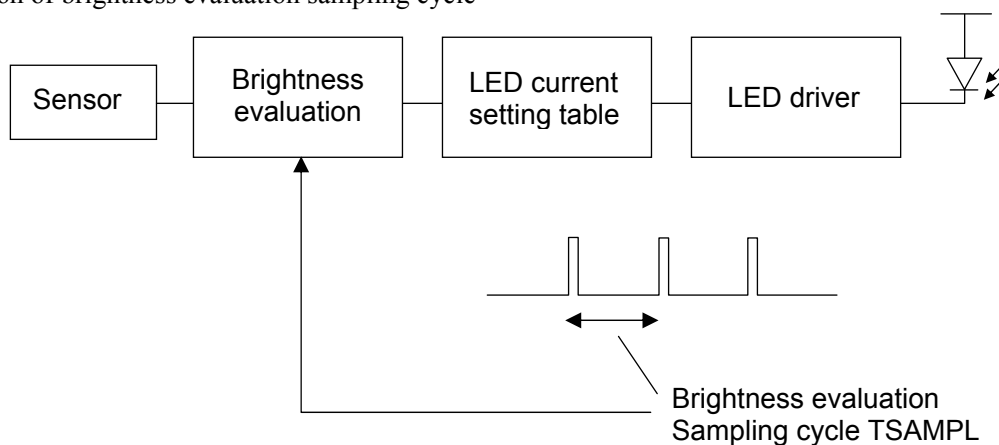 on of brightness evaluation sampling cycle
Sensor
Brightness
evaluation
LED current
setting table
LED driver
Brightness evaluation
Sampling cycle TSAMPL